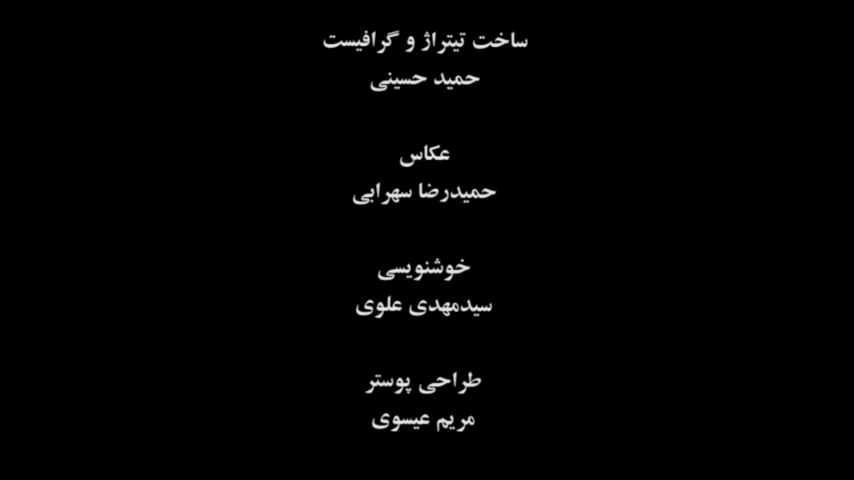 ساخت تیتراژ و گرافیست
حمید حسینی
عکاس
حمیدرضا سهرابی
خوشنویسی
سیدمهدی علوی
طراحی پوستر
مریم عیسوی